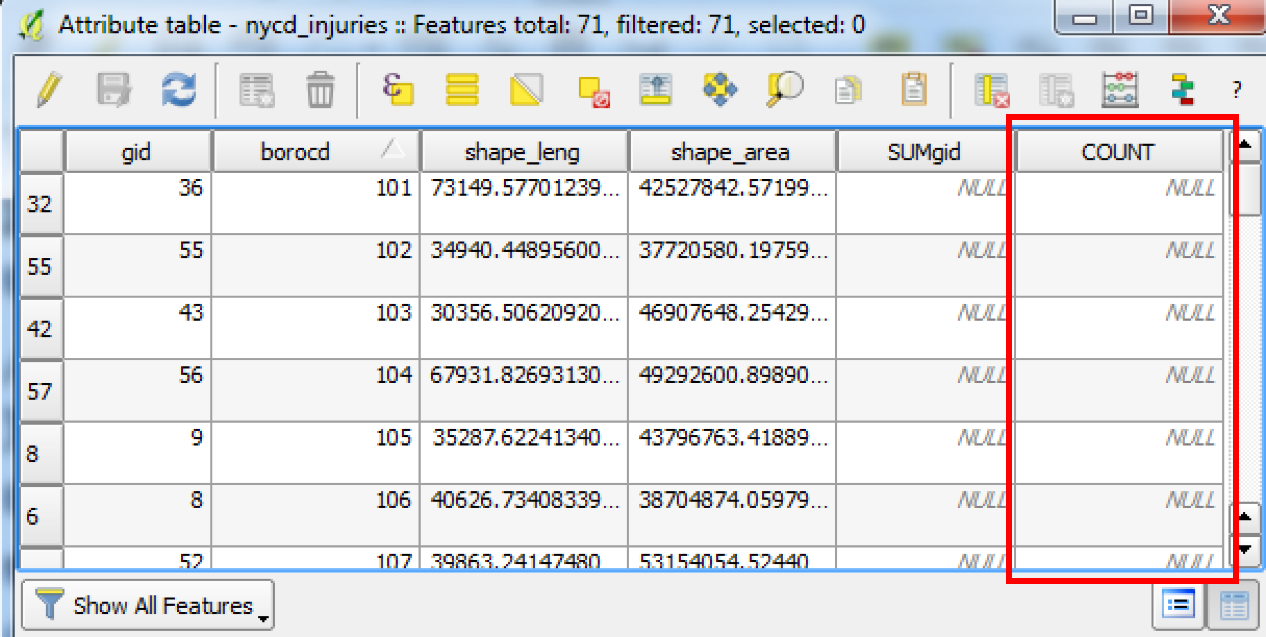 Attribute table - nycd_injuries :: Features total: 71, filtered: 71, selected: 0
ε ?
gid borocd shape_leng shape_area SUMgid COUNT
32 36 101 73149.57701239... 42527842.57199... NULL NULL
55 55 102 34940.44895600... 37720580.19759... NULL NULL
42 43 103 30356.50620920... 46907648.25429... NULL NULL
57 56 104 67931.82693130... 49292600.89890... NULL NULL
8 9 105 35287.62241340... 43796763.41889... NULL NULL
6 8 106 40626.73408339... 38704874.05979... NULL NULL
52 107 39863.24147480 53154054.52440 NULL NULL
Show All Features